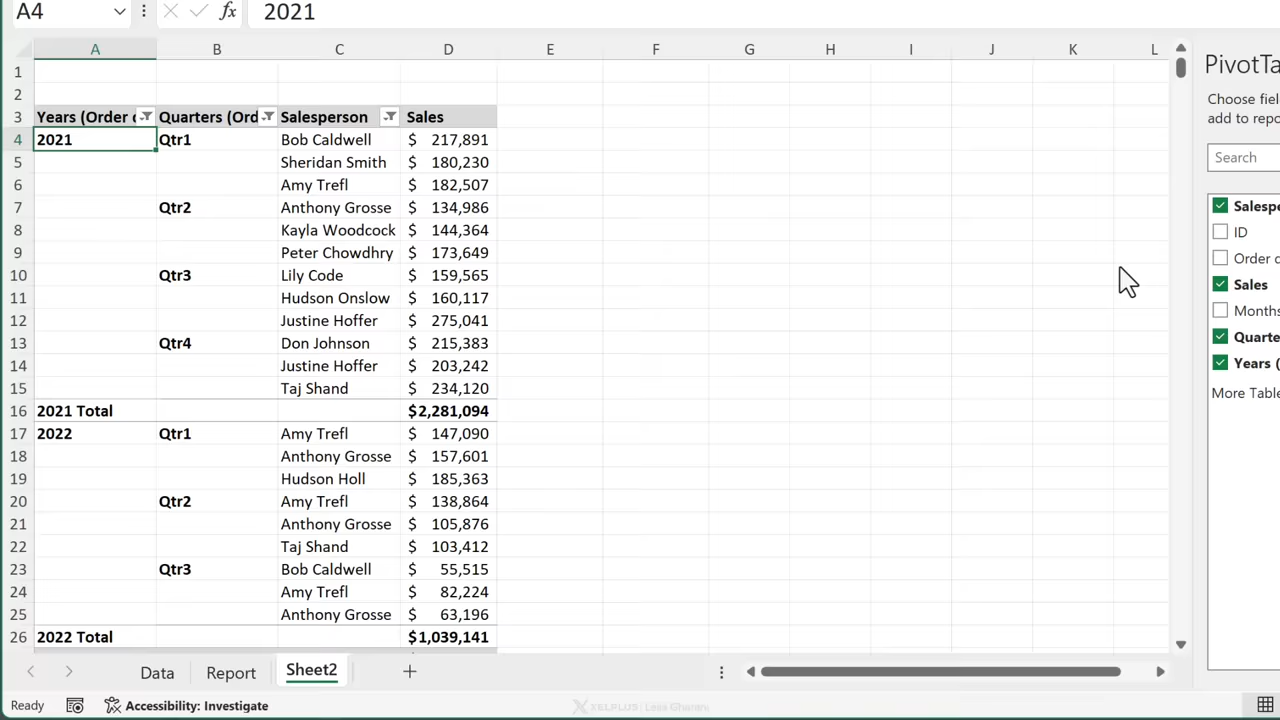 A4 fx 2021
A B C D E F G H I J K L
1
2
3 Years (Order Quarters (Ord Salesperson Sales
4 2021 Qtr1 Bob Caldwell $ 217,891
5 Sheridan Smith $ 180,230
6 Amy Trefl $ 182,507
7 Qtr2 Anthony Grosse $ 134,986
8 Kayla Woodcock $ 144,364
9 Peter Chowdhry $ 173,649
10 Qtr3 Lily Code $ 159,565
11 Hudson Onslow $ 160,117
12 Justine Hoffer $ 275,041
13 Qtr4 Don Johnson $ 215,383
14 Justine Hoffer $ 203,242
15 Taj Shand $ 234,120
16 2021 Total $2,281,094
17 2022 Qtr1 Amy Trefl $ 147,090
18 Anthony Grosse $ 157,601
19 Hudson Holl $ 185,363
20 Qtr2 Amy Trefl $ 138,864
21 Anthony Grosse $ 105,876
22 Taj Shand $ 103,412
23 Qtr3 Bob Caldwell $ 55,515
24 Amy Trefl $ 82,224
25 Anthony Grosse $ 63,196
26 2022 Total $1,039,141
PivotTa
Choose fiel
add to repo
Search
Salespe
ID
Order d
Sales
Months
Quarte
Years (
More Table
Data Report Sheet2
Ready Accessibility: Investigate
XELPLUS | Leila Gharani